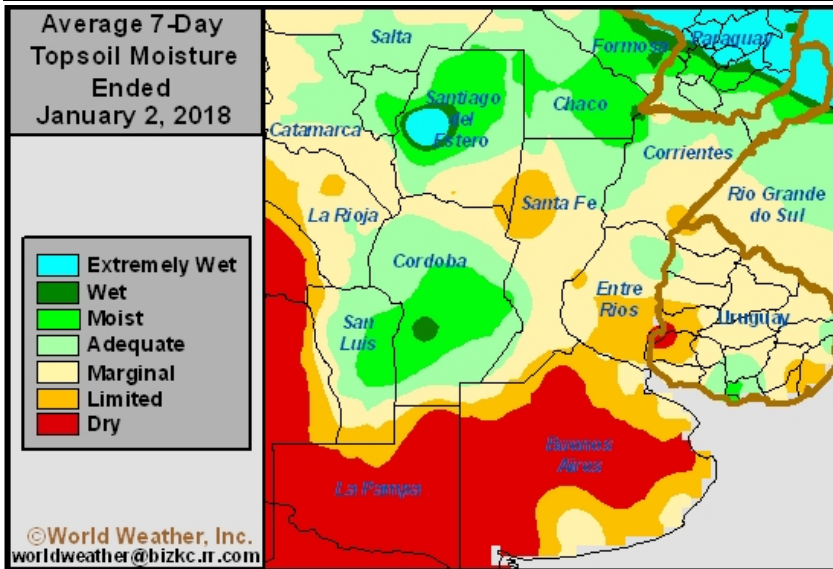 Average 7-Day
Topsoil Moisture
Ended
January 2, 2018
Extremely Wet
Wet
Moist
Adequate
Marginal
Limited
Dry
©World Weather, Inc.
worldweather@bizkc.rr.com
Salta
Formosa
Paraguay
Santiago
del
Estero
Chaco
Catamarca
Corrientes
La Rioja
Santa Fe
Rio Grande
do Sul
Cordoba
Entre
Rios
San
Luis
Uruguay
Buenos
Aires
La Pampa